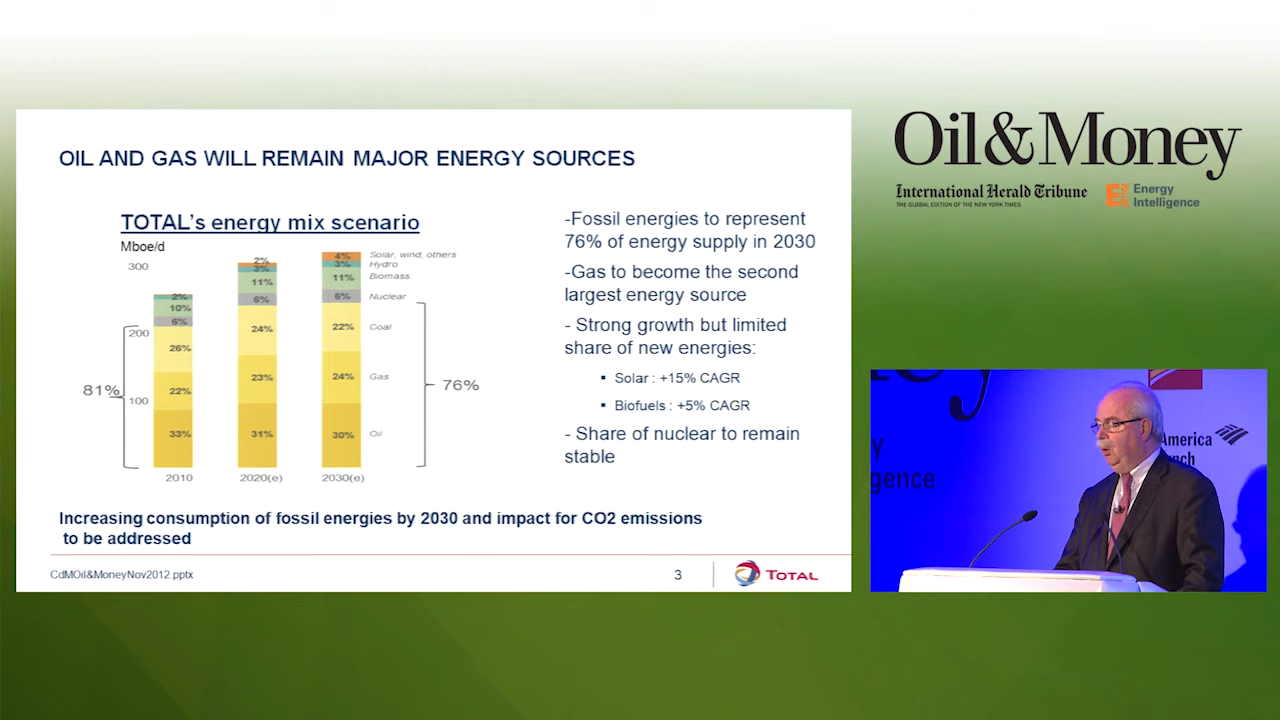 OIL AND GAS WILL REMAIN MAJOR ENERGY SOURCES
TOTAL's energy mix scenario
Mboe/d
300
200
100
81%
2%
10%
6%
26%
22%
33%
2010
2%
3%
11%
6%
24%
23%
31%
2020(e)
4%
3%
11%
6%
22%
24%
30%
2030(e)
Solar, wind, others
Hydro
Biomass
Nuclear
Coal
Gas
Oil
76%
-Fossil energies to represent
76% of energy supply in 2030
-Gas to become the second
largest energy source
- Strong growth but limited
share of new energies:
▪ Solar : +15% CAGR
▪ Biofuels : +5% CAGR
- Share of nuclear to remain
stable
Increasing consumption of fossil energies by 2030 and impact for CO2 emissions
to be addressed
CdMOil&MoneyNov2012.pptx
3
TOTAL
Oil&Money
International Herald Tribune
THE GLOBAL EDITION OF THE NEW YORK TIMES
Energy
Intelligence
America